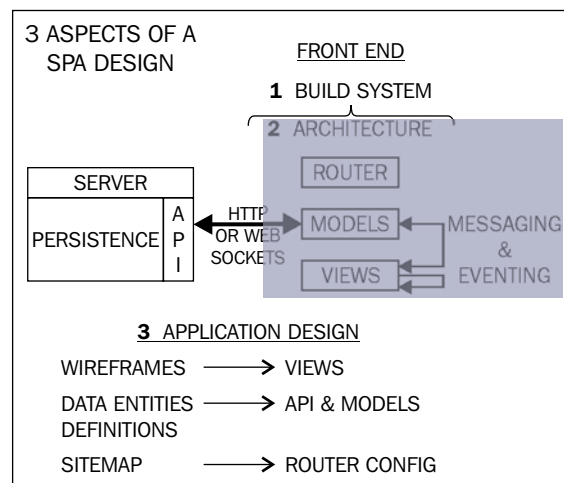 3 ASPECTS OF A
SPA DESIGN
FRONT END
1 BUILD SYSTEM
2 ARCHITECTURE
ROUTER
SERVER
PERSISTENCE
A
P
I
HTTP
OR WEB
SOCKETS
MODELS
VIEWS
MESSAGING
&
EVENTING
3 APPLICATION DESIGN
WIREFRAMES
VIEWS
DATA ENTITIES
DEFINITIONS
API & MODELS
SITEMAP
ROUTER CONFIG